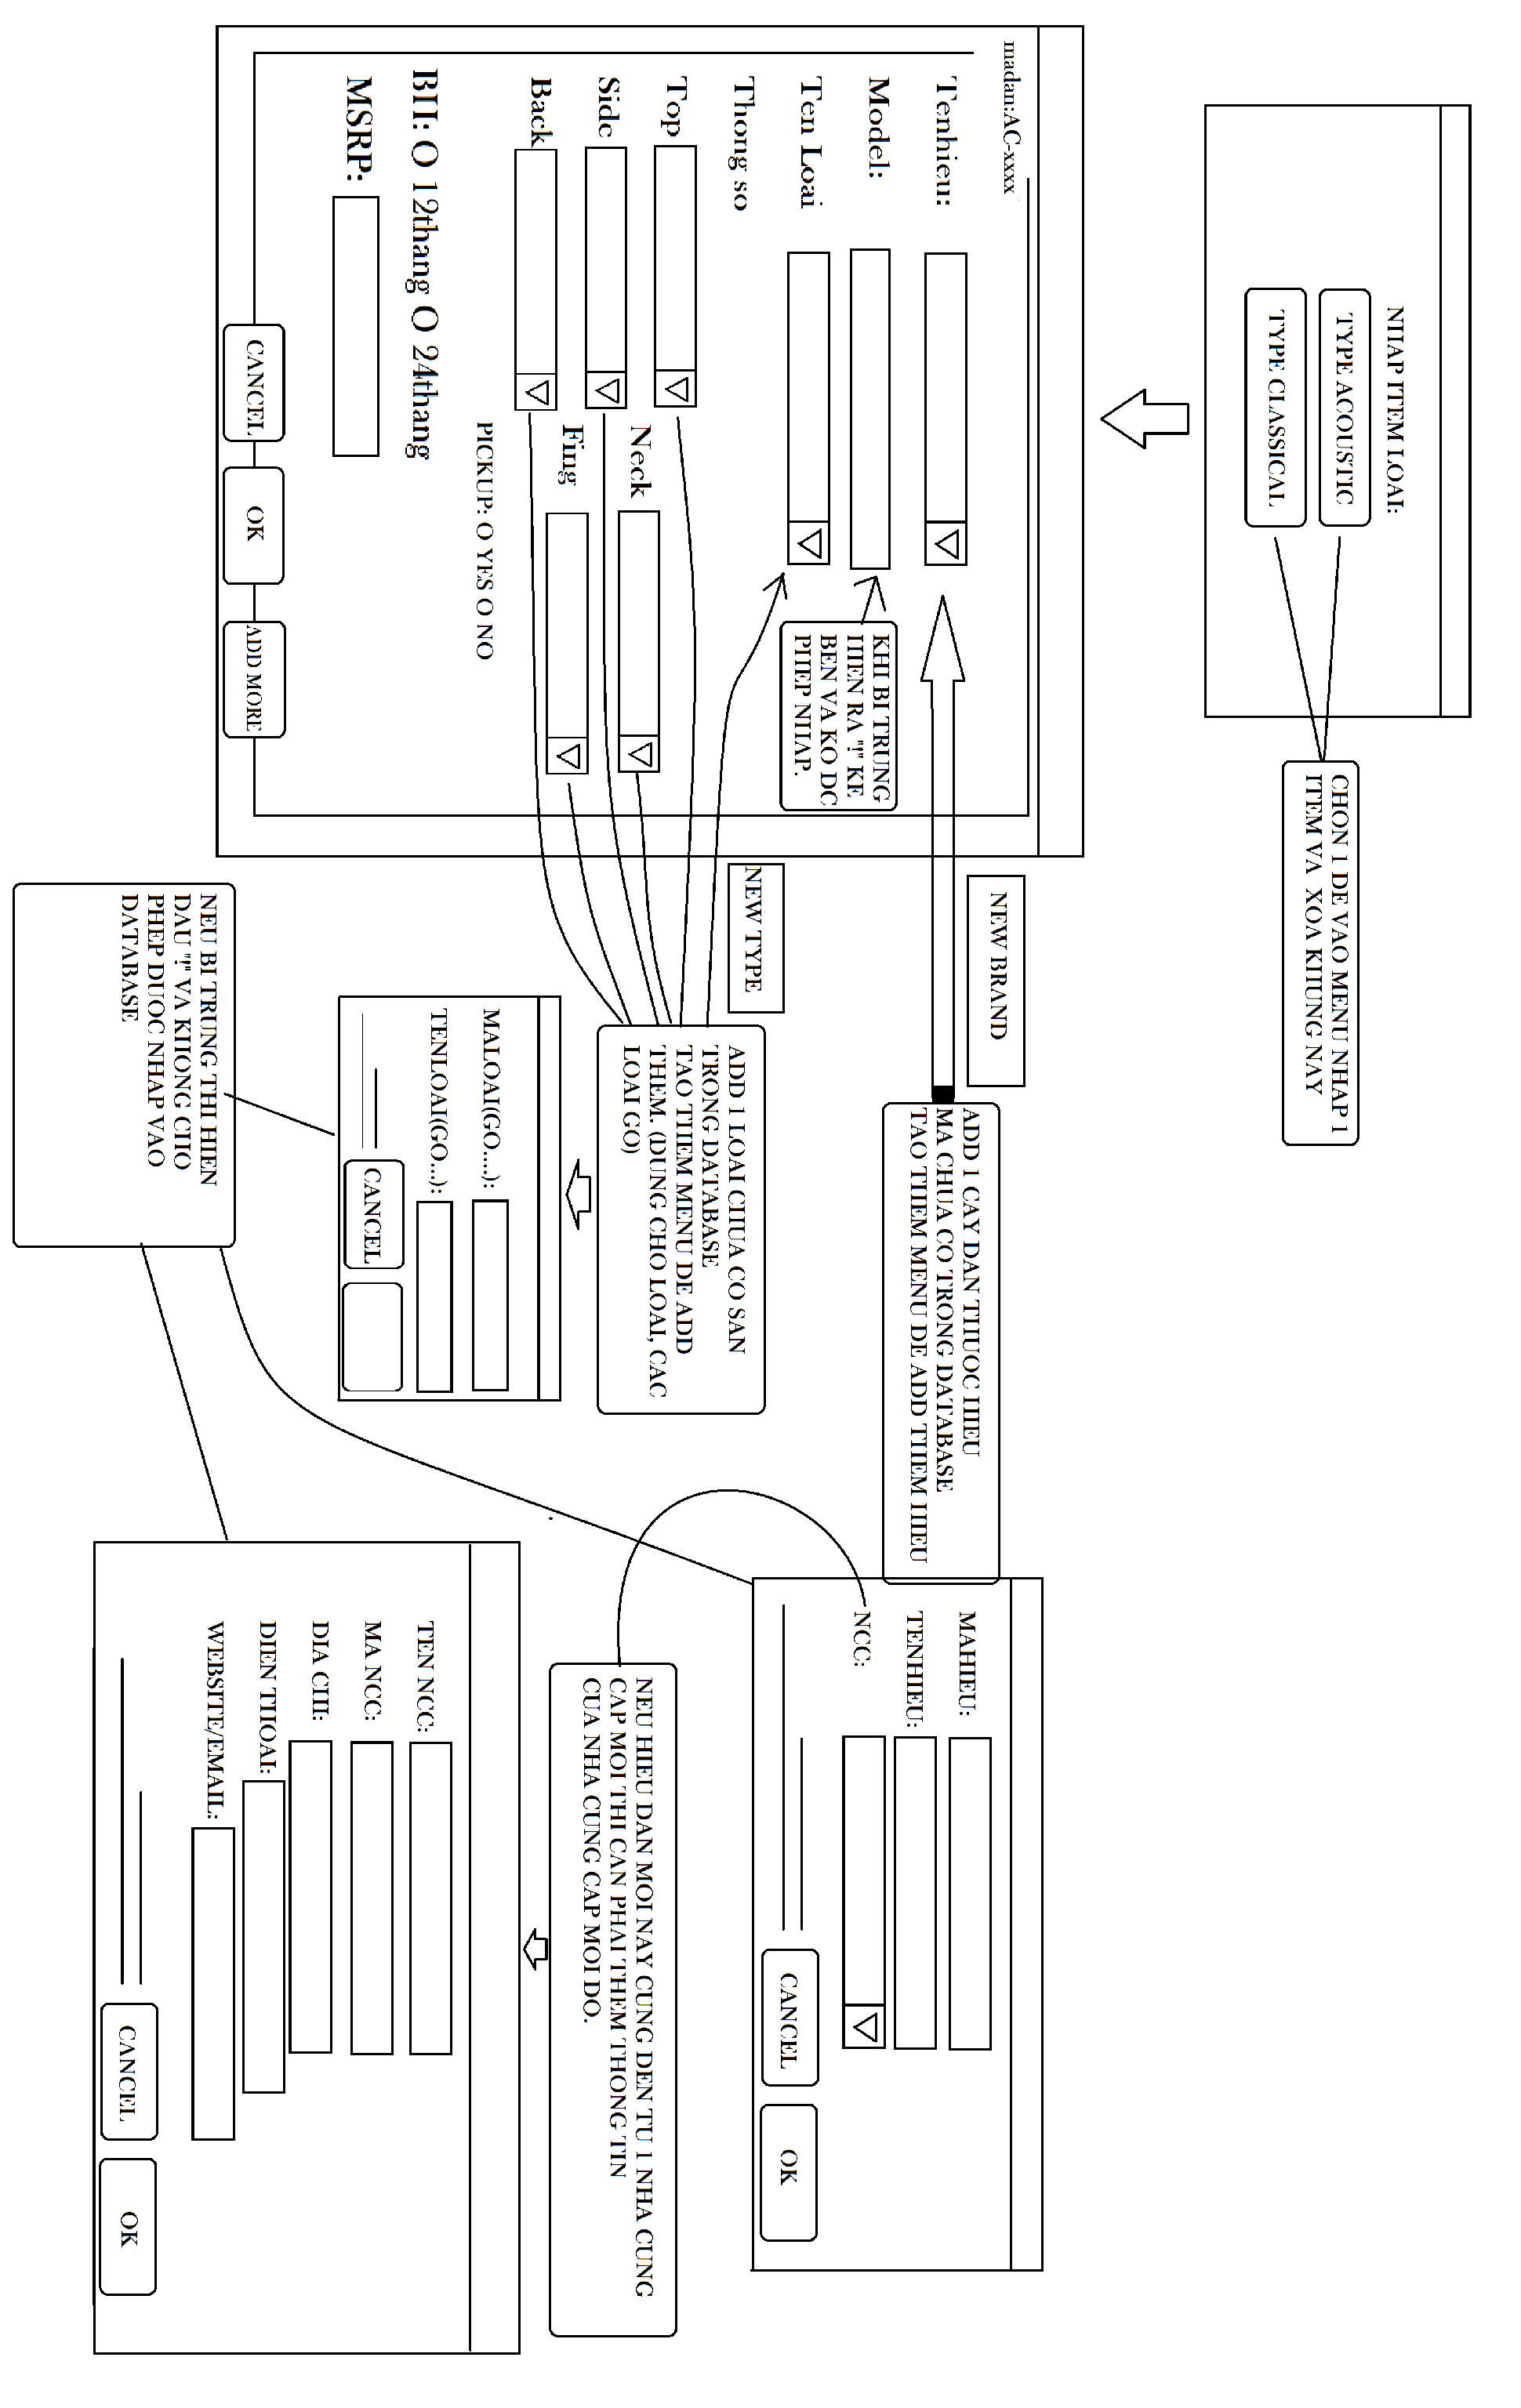 NHAP ITEM LOAI:
TYPE ACOUSTIC
TYPE CLASSICAL
CHON 1 DE VAO MENU NHAP 1
ITEM VA XOA KHUNG NAY
madan:AC-xxxx
Tenhieu:
Model:
Ten Loai
Thong so
Top
Side
Back
Neck
Fing
PICKUP: O YES O NO
BH: O 12thang O 24thang
MSRP:
CANCEL
OK
ADD MORE
KHI BI TRUNG
HIEN RA "!" KE
BEN VA KO DC
PHEP NHAP.
NEW BRAND
ADD 1 CAY DAN THUOC HIEU
MA CHUA CO TRONG DATABASE
TAO THEM MENU DE ADD THEM HIEU
NEW TYPE
ADD 1 LOAI CHUA CO SAN
TRONG DATABASE
TAO THEM MENU DE ADD
THEM. (DUNG CHO LOAI, CAC
LOAI GO)
MALOAI(GO....):
TENLOAI(GO...):
CANCEL
NEU BI TRUNG THI HIEN
DAU "!" VA KHONG CHO
PHEP DUOC NHAP VAO
DATABASE
MAHIEU:
TENHIEU:
NCC:
CANCEL
OK
NEU HIEU DAN MOI NAY CUNG DEN TU 1 NHA CUNG
CAP MOI THI CAN PHAI THEM THONG TIN
CUA NHA CUNG CAP MOI DO.
TEN NCC:
MA NCC:
DIA CHI:
DIEN THOAI:
WEBSITE/EMAIL:
CANCEL
OK